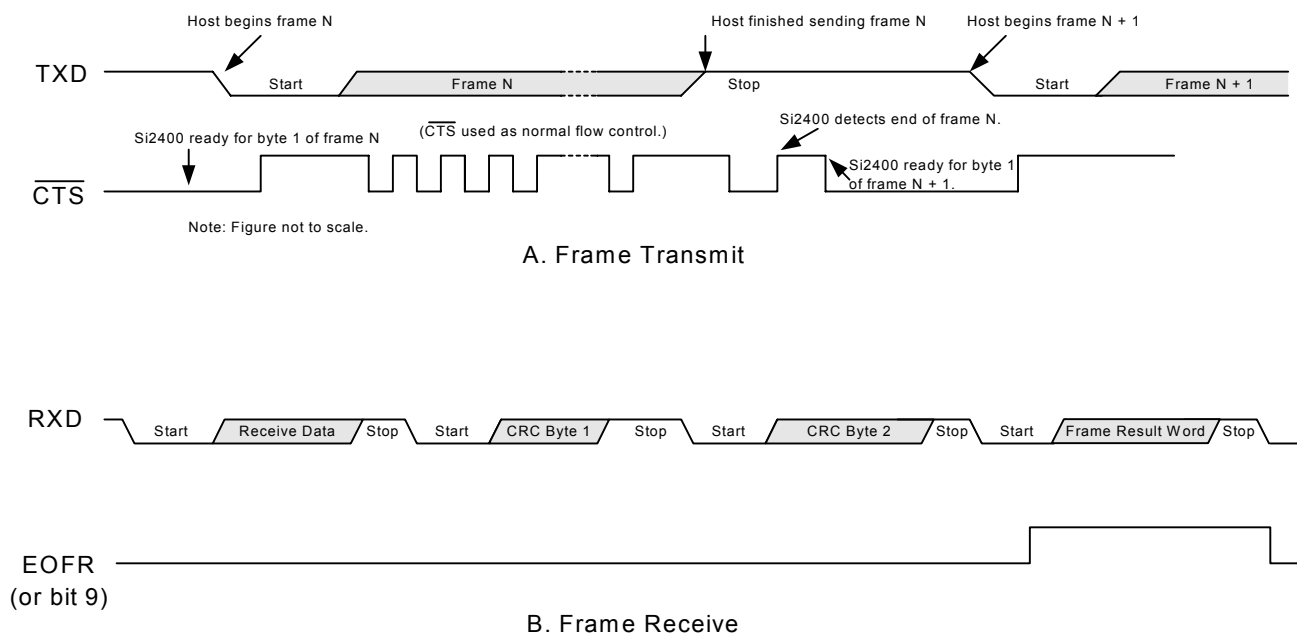 Host begins frame N
Host finished sending frame N
Host begins frame N + 1
TXD
Start
Frame N
Stop
Start
Frame N + 1
Si2400 ready for byte 1 of frame N
(CTS used as normal flow control.)
Si2400 detects end of frame N.
Si2400 ready for byte 1
of frame N + 1.
CTS
Note: Figure not to scale.
A. Frame Transmit
RXD
Start
Receive Data
Stop
Start
CRC Byte 1
Stop
Start
CRC Byte 2
Stop
Start
Frame Result Word
Stop
EOFR
(or bit 9)
B. Frame Receive